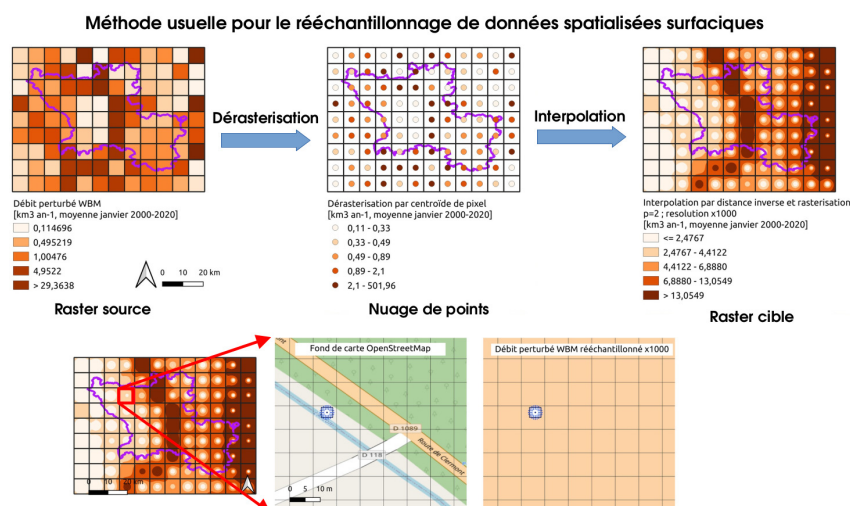 Méthode usuelle pour le rééchantillonnage de données spatialisées surfaciques
Dérasterisation
Interpolation
Débit perturbé WBM
[km3 an-1, moyenne janvier 2000-2020]
0,114696
0,495219
1,00476
4,9522
> 29,3638
0 10 20 km
Dérasterisation par centroïde de pixel
[km3 an-1, moyenne janvier 2000-2020]
0,11 - 0,33
0,33 - 0,49
0,49 - 0,89
0,89 - 2,1
2,1 - 501,96
Interpolation par distance inverse et rasterisation
p=2 ; resolution x1000
[km3 an-1, moyenne janvier 2000-2020]
<= 2,4767
2,4767 - 4,4122
4,4122 - 6,8880
6,8880 - 13,0549
> 13,0549
Raster source
Nuage de points
Raster cible
0 10 20 km
Fond de carte OpenStreetMap
D 1089
D 118
Route de Clermont
0 5 10 m
Débit perturbé WBM rééchantillonné x1000